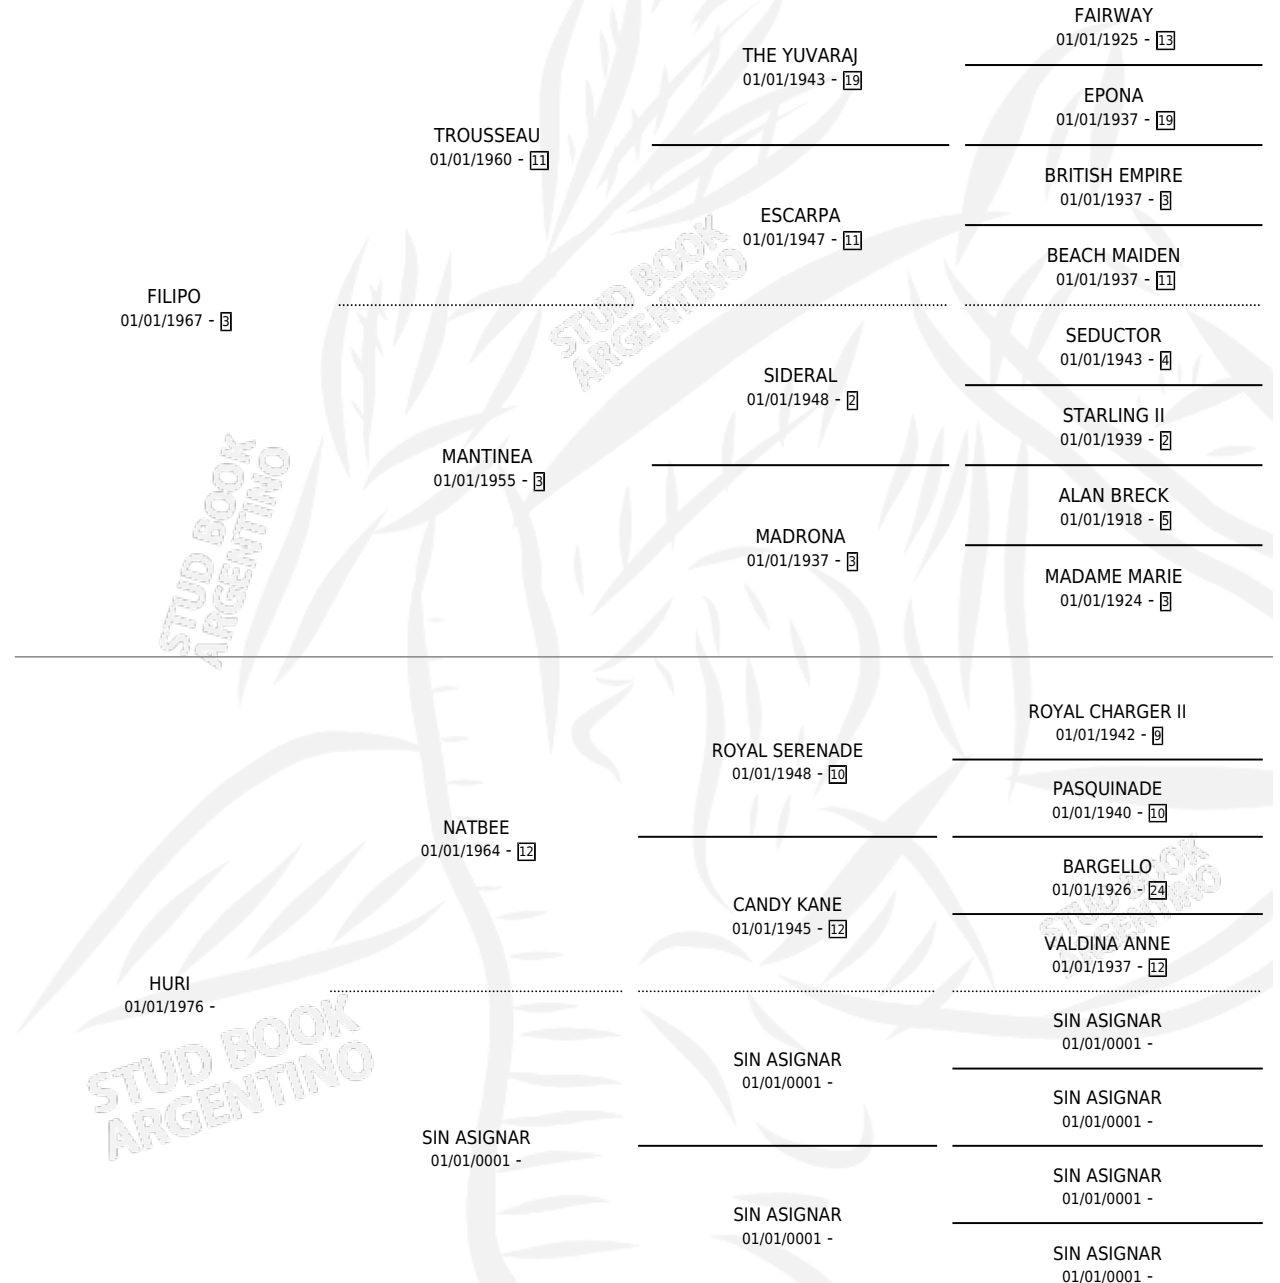 FAIRWAY
01/01/1925 - 13
THE YUVARAJ
01/01/1943 - 19
EPONA
01/01/1937 - 19
TROUSSEAU
01/01/1960 - 11
BRITISH EMPIRE
01/01/1937 - 3
ESCARPA
01/01/1947 - 11
BEACH MAIDEN
01/01/1937 - 11
FILIPO
01/01/1967 - 3
STUD BOOK
ARGENTINO
SEDUCTOR
01/01/1943 - 4
SIDERAL
01/01/1948 - 2
STARLING II
01/01/1939 - 2
MANTINEA
01/01/1955 - 3
ALAN BRECK
01/01/1918 - 5
MADRONA
01/01/1937 - 3
MADAME MARIE
01/01/1924 - 3
STUD BOOK
ARGENTINO
ROYAL CHARGER II
01/01/1942 - 9
ROYAL SERENADE
01/01/1948 - 10
PASQUINADE
01/01/1940 - 10
NATBEE
01/01/1964 - 12
BARGELLO
01/01/1926 - 24
CANDY KANE
01/01/1945 - 12
STUD BOOK
ARGENTINO
VALDINA ANNE
01/01/1937 - 12
HURI
01/01/1976 -
SIN ASIGNAR
01/01/0001 -
SIN ASIGNAR
01/01/0001 -
STUD BOOK
ARGENTINO
SIN ASIGNAR
01/01/0001 -
SIN ASIGNAR
01/01/0001 -
SIN ASIGNAR
01/01/0001 -
SIN ASIGNAR
01/01/0001 -
SIN ASIGNAR
01/01/0001 -